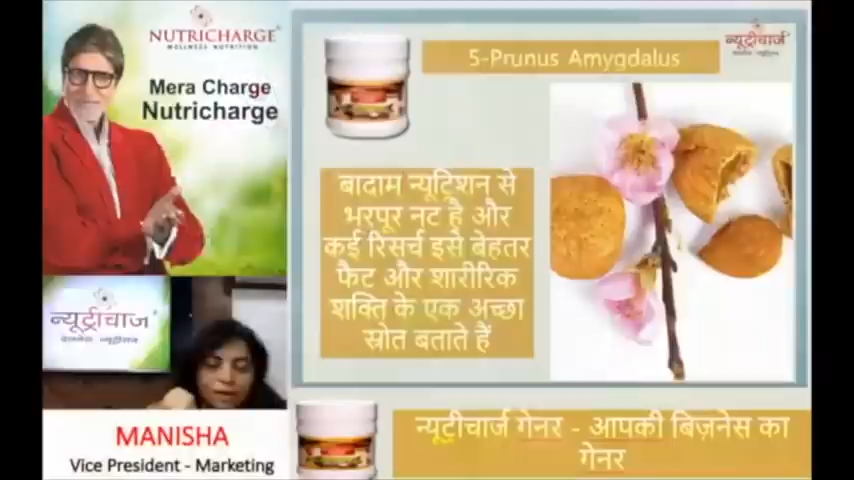 NUTRICHARGE
WELLNESS NUTRITION
Mera Charge
Nutricharge
न्यूट्रीचार्ज
MANISHA
Vice President - Marketing
5-Prunus Amygdalus
न्यूट्रीचार्ज
बादाम न्यूट्रिशन से
भरपूर नट है और
कई रिसर्च इसे बेहतर
फैट और शारीरिक
शक्ति के एक अच्छा
स्रोत बताते हैं
न्यूट्रीचार्ज गेनर - आपकी बिज़नेस का
गेनर